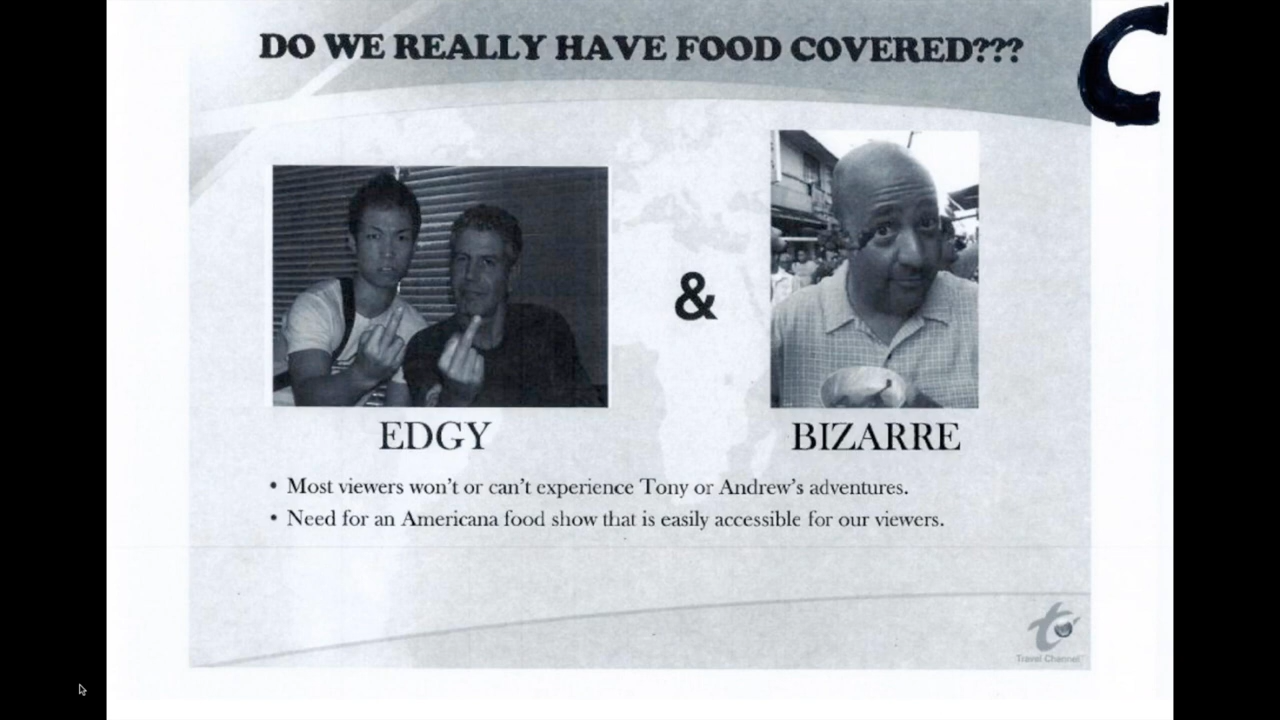 DO WE REALLY HAVE FOOD COVERED???
C
&
EDGY
BIZARRE
• Most viewers won't or can't experience Tony or Andrew's adventures.
• Need for an Americana food show that is easily accessible for our viewers.
Travel Channel